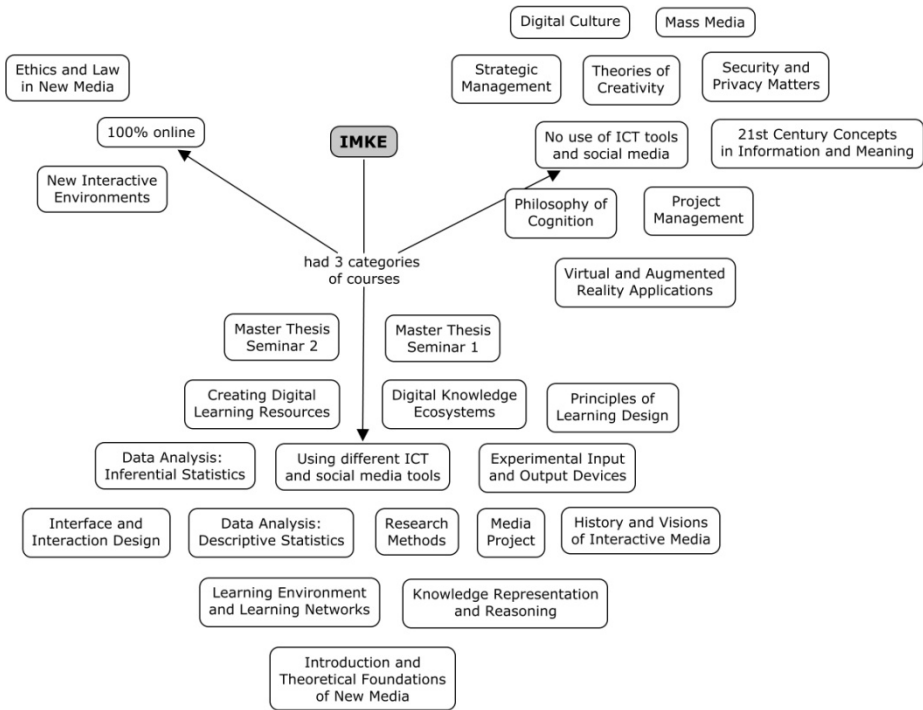 Digital Culture
Mass Media
Ethics and Law
in New Media
Strategic
Management
Theories of
Creativity
Security and
Privacy Matters
100% online
IMKE
No use of ICT tools
and social media
21st Century Concepts
in Information and Meaning
New Interactive
Environments
Philosophy of
Cognition
Project
Management
had 3 categories
of courses
Virtual and Augmented
Reality Applications
Master Thesis
Seminar 2
Master Thesis
Seminar 1
Creating Digital
Learning Resources
Digital Knowledge
Ecosystems
Principles of
Learning Design
Data Analysis:
Inferential Statistics
Using different ICT
and social media tools
Experimental Input
and Output Devices
Interface and
Interaction Design
Data Analysis:
Descriptive Statistics
Research
Methods
Media
Project
History and Visions
of Interactive Media
Learning Environment
and Learning Networks
Knowledge Representation
and Reasoning
Introduction and
Theoretical Foundations
of New Media